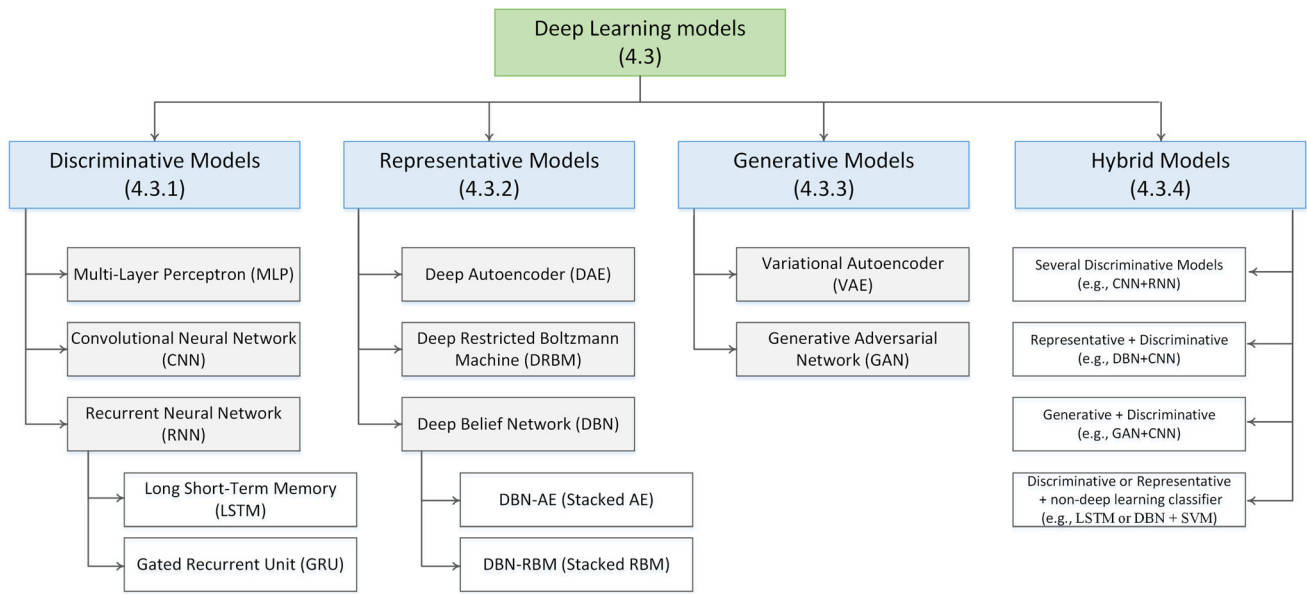 Deep Learning models
(4.3)
Discriminative Models
(4.3.1)
Representative Models
(4.3.2)
Generative Models
(4.3.3)
Hybrid Models
(4.3.4)
Multi-Layer Perceptron (MLP)
Convolutional Neural Network
(CNN)
Recurrent Neural Network
(RNN)
Long Short-Term Memory
(LSTM)
Gated Recurrent Unit (GRU)
Deep Autoencoder (DAE)
Deep Restricted Boltzmann
Machine (DRBM)
Deep Belief Network (DBN)
DBN-AE (Stacked AE)
DBN-RBM (Stacked RBM)
Variational Autoencoder
(VAE)
Generative Adversarial
Network (GAN)
Several Discriminative Models
(e.g., CNN+RNN)
Representative + Discriminative
(e.g., DBN+CNN)
Generative + Discriminative
(e.g., GAN+CNN)
Discriminative or Representative
+ non-deep learning classifier
(e.g., LSTM or DBN + SVM)